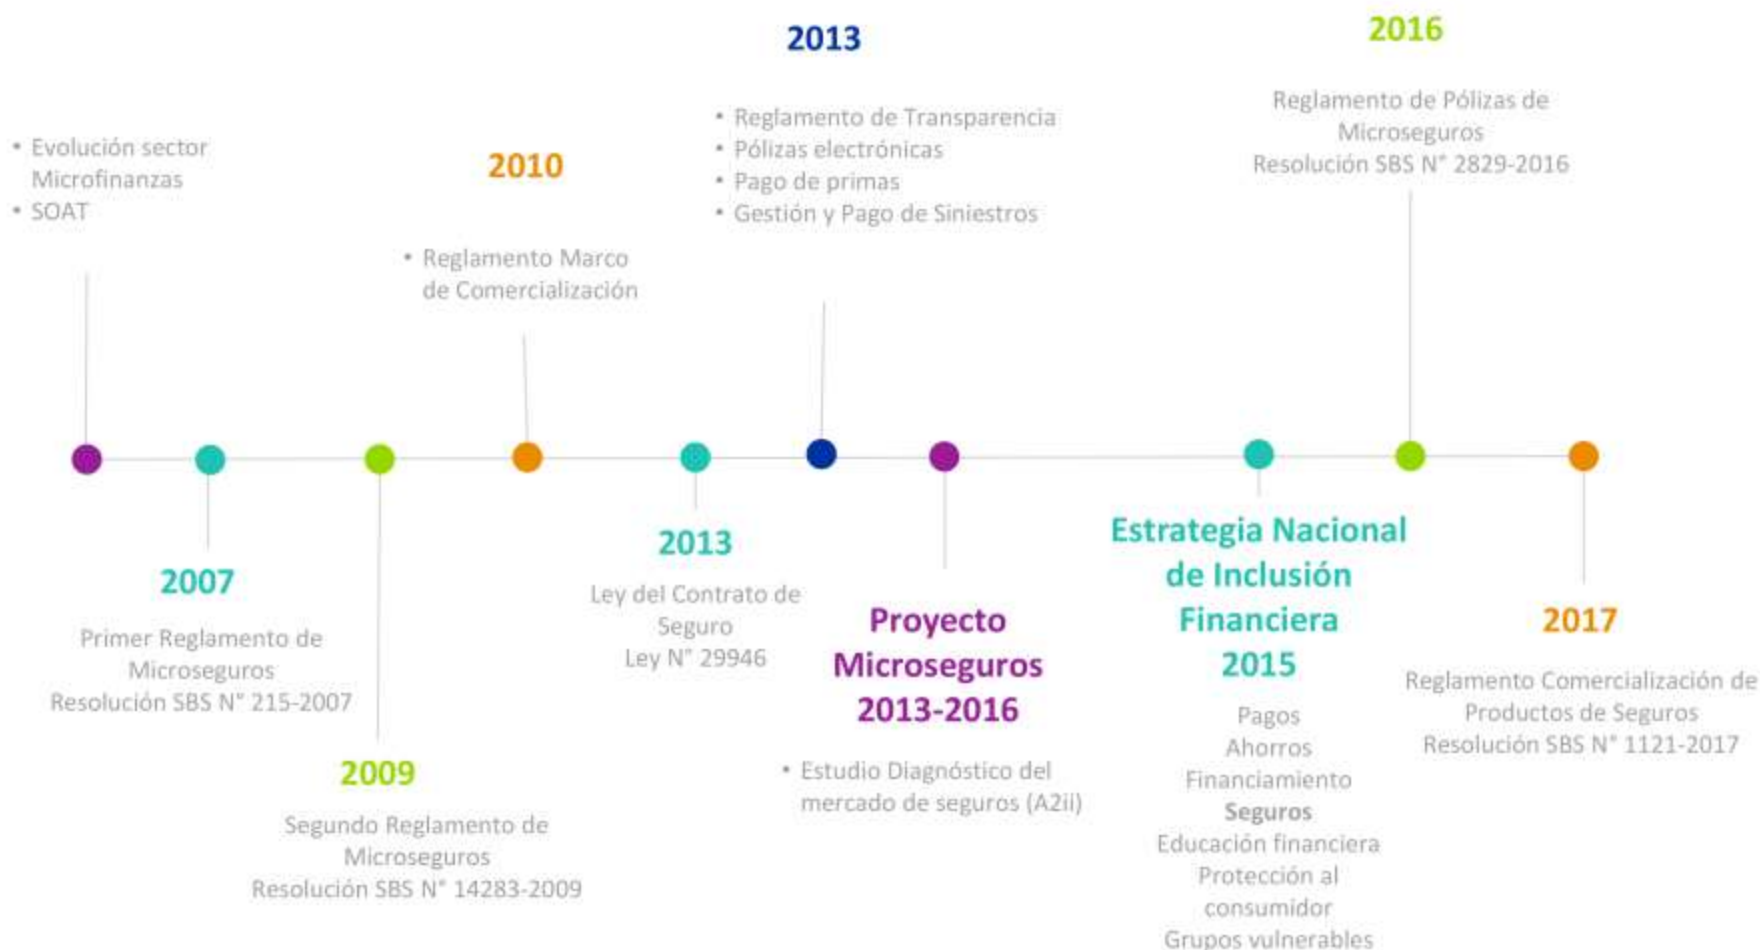 • Evolución sector
Microfinanzas
• SOAT
2007
Primer Reglamento de
Microseguros
Resolución SBS N° 215-2007
2009
Segundo Reglamento de
Microseguros
Resolución SBS N° 14283-2009
2010
• Reglamento Marco
de Comercialización
2013
Ley del Contrato de
Seguro
Ley N° 29946
2013
• Reglamento de Transparencia
• Pólizas electrónicas
• Pago de primas
• Gestión y Pago de Siniestros
Proyecto
Microseguros
2013-2016
• Estudio Diagnóstico del
mercado de seguros (A2ii)
Estrategia Nacional
de Inclusión
Financiera
2015
Pagos
Ahorros
Financiamiento
Seguros
Educación financiera
Protección al
consumidor
Grupos vulnerables
2016
Reglamento de Pólizas de
Microseguros
Resolución SBS N° 2829-2016
2017
Reglamento Comercialización de
Productos de Seguros
Resolución SBS N° 1121-2017